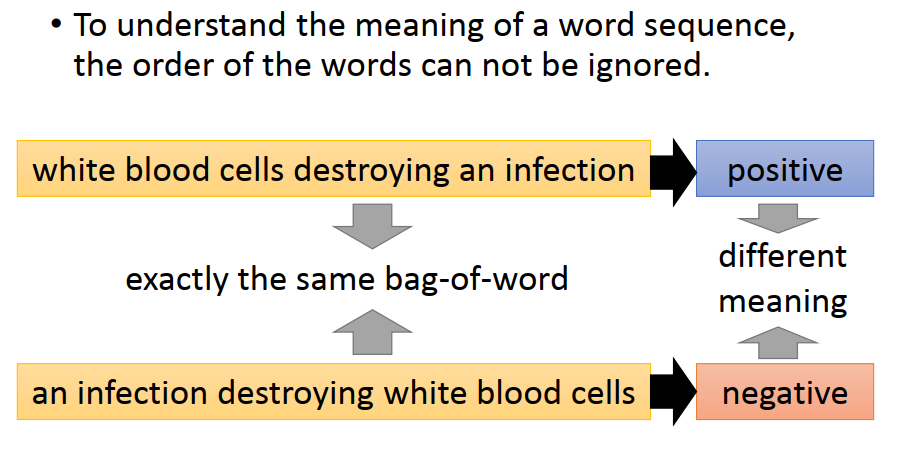 • To understand the meaning of a word sequence,
the order of the words can not be ignored.
white blood cells destroying an infection
positive
exactly the same bag-of-word
different
meaning
an infection destroying white blood cells
negative